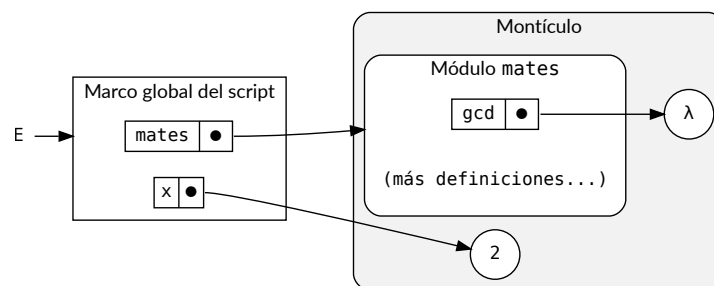 Montículo
Módulo mates
Marco global del script
gcd
λ
E
mates
x
(más definiciones...)
2